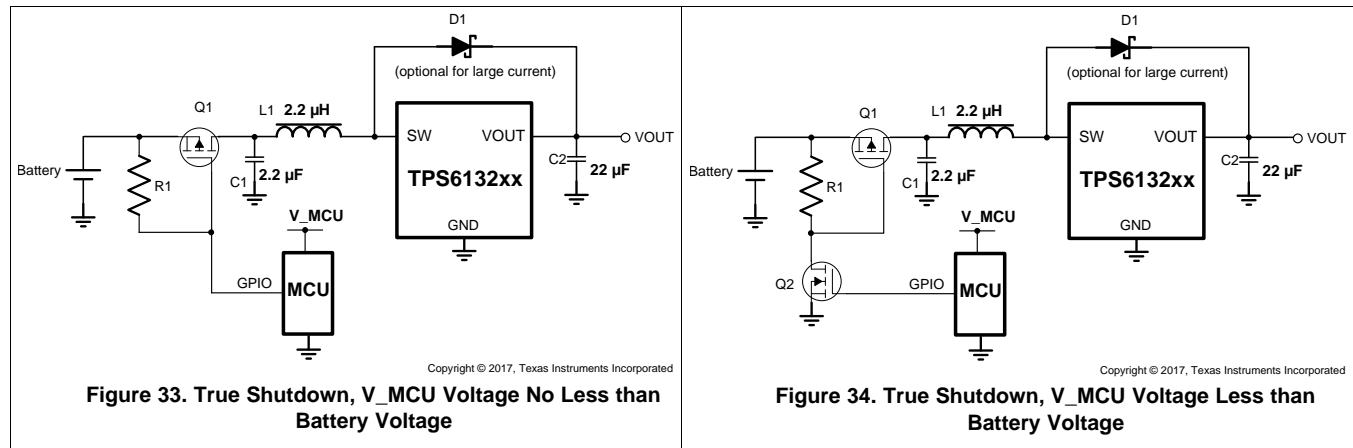 D1
(optional for large current)
Q1
L1 2.2 µH
SW
VOUT
VOUT
Battery
R1
C1
2.2 µF
C2
22 µF
TPS6132xx
GND
V_MCU
GPIO
MCU
Copyright © 2017, Texas Instruments Incorporated
Figure 33. True Shutdown, V_MCU Voltage No Less than
Battery Voltage
D1
(optional for large current)
Q1
L1 2.2 µH
SW
VOUT
VOUT
Battery
R1
C1
2.2 µF
C2
22 µF
TPS6132xx
GND
V_MCU
Q2
GPIO
MCU
Copyright © 2017, Texas Instruments Incorporated
Figure 34. True Shutdown, V_MCU Voltage Less than
Battery Voltage